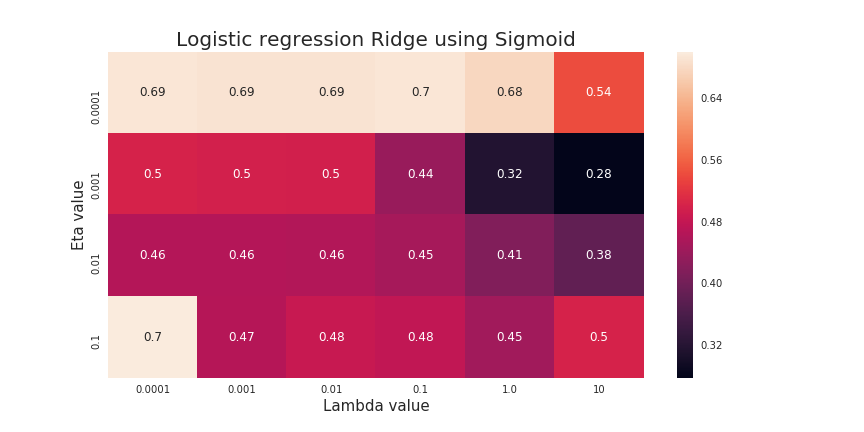 Logistic regression Ridge using Sigmoid
Eta value
0.0001
0.69 0.69 0.69 0.7 0.68 0.54
0.001
0.5 0.5 0.5 0.44 0.32 0.28
0.01
0.46 0.46 0.46 0.45 0.41 0.38
0.1
0.7 0.47 0.48 0.48 0.45 0.5
0.0001 0.001 0.01 0.1 1.0 10
Lambda value
0.64
0.56
0.48
0.40
0.32